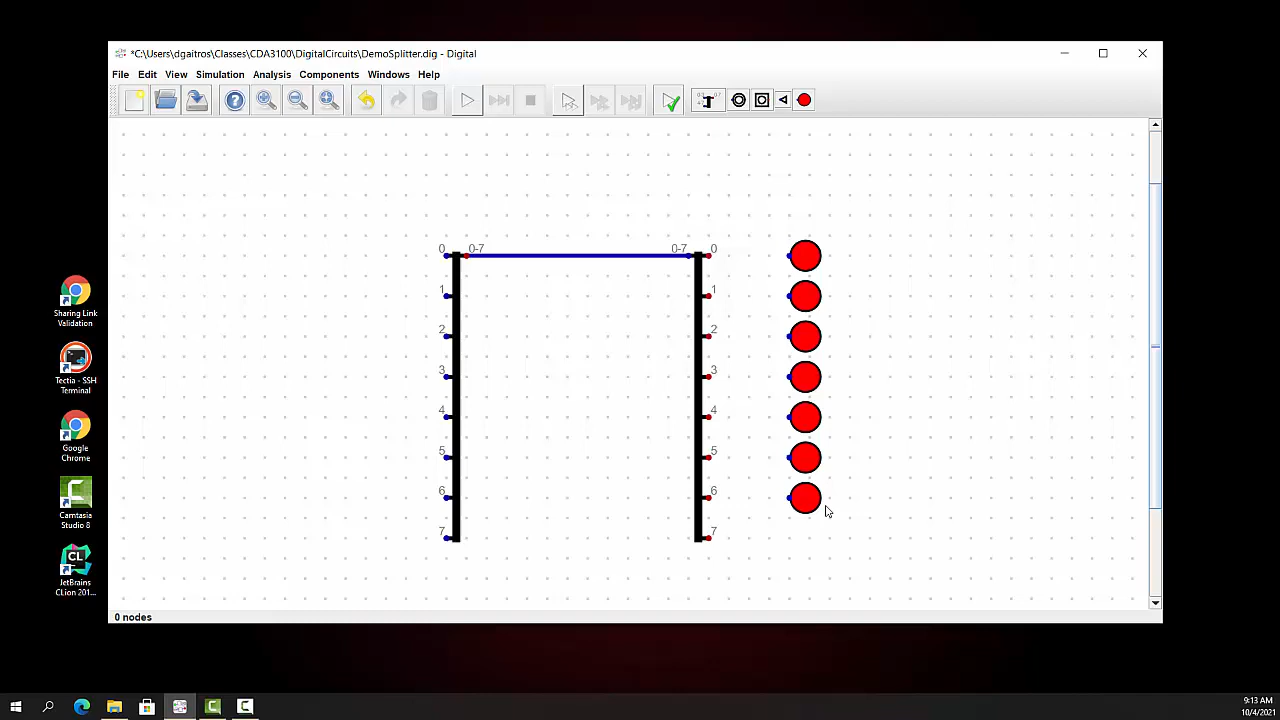 *C:\Users\dgaitros\Classes\CDA3100\DigitalCircuits\DemoSplitter.dig - Digital
File Edit View Simulation Analysis Components Windows Help
0 0-7 0-7 0
1 1
2 2
3 3
4 4
5 5
6 6
7 7
Sharing Link
Validation
Tectia - SSH
Terminal
Google
Chrome
Camtasia
Studio 8
CL
JetBrains
CLion 201...
0 nodes
9:13 AM
10/4/2021